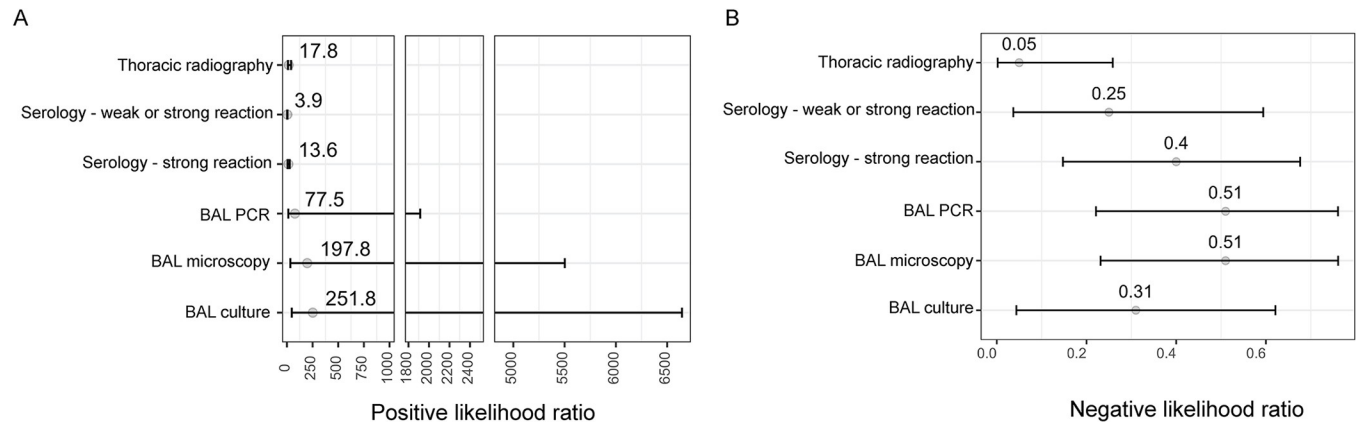 A
Thoracic radiography
17.8
Serology - weak or strong reaction
3.9
Serology - strong reaction
13.6
BAL PCR
77.5
BAL microscopy
197.8
BAL culture
251.8
0 250 500 750 1000 1800 2000 2200 2400 5000 5500 6000 6500
Positive likelihood ratio
B
Thoracic radiography
0.05
Serology - weak or strong reaction
0.25
Serology - strong reaction
0.4
BAL PCR
0.51
BAL microscopy
0.51
BAL culture
0.31
0.0 0.2 0.4 0.6
Negative likelihood ratio